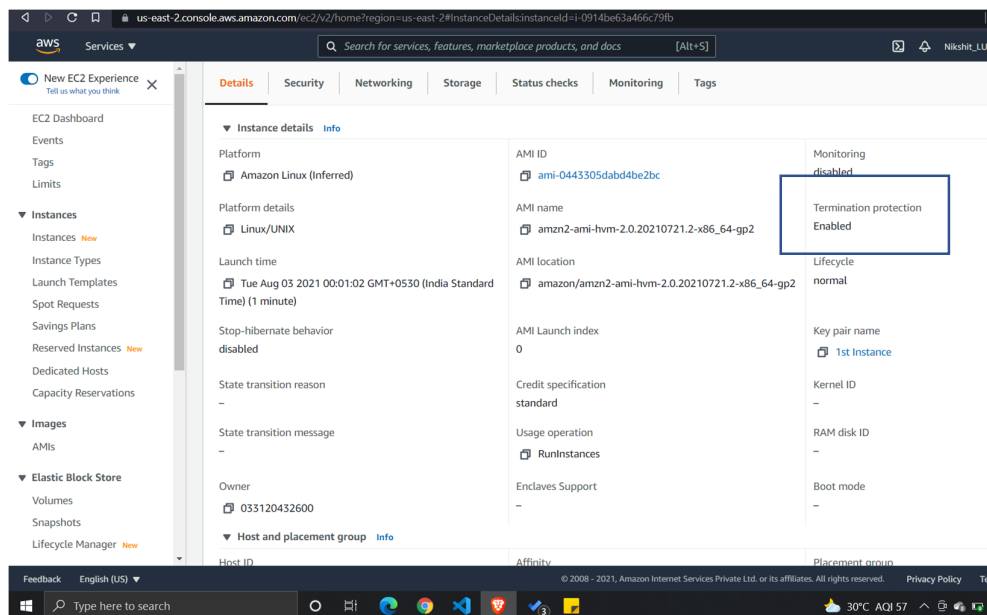 us-east-2.console.aws.amazon.com/ec2/v2/home?region=us-east-2#InstanceDetails:instanceId=i-0914be63a466c79fb
aws Services ▼ Search for services, features, marketplace products, and docs [Alt+S] Nikshit_LU
New EC2 Experience
Tell us what you think
EC2 Dashboard
Events
Tags
Limits
Instances
Instances New
Instance Types
Launch Templates
Spot Requests
Savings Plans
Reserved Instances New
Dedicated Hosts
Capacity Reservations
Images
AMIs
Elastic Block Store
Volumes
Snapshots
Lifecycle Manager New
Details Security Networking Storage Status checks Monitoring Tags
Instance details Info
Platform
Amazon Linux (Inferred)
AMI ID
ami-0443305dabd4be2bc
Monitoring
disabled
Platform details
Linux/UNIX
AMI name
amzn2-ami-hvm-2.0.20210721.2-x86_64-gp2
Termination protection
Enabled
Launch time
Tue Aug 03 2021 00:01:02 GMT+0530 (India Standard
Time) (1 minute)
AMI location
amazon/amzn2-ami-hvm-2.0.20210721.2-x86_64-gp2
Lifecycle
normal
Stop-hibernate behavior
disabled
AMI Launch index
0
Key pair name
1st Instance
State transition reason
–
Credit specification
standard
Kernel ID
–
State transition message
–
Usage operation
RunInstances
RAM disk ID
–
Owner
033120432600
Enclaves Support
–
Boot mode
–
Host and placement group Info
Host ID
Affinity
Placement group
Feedback English (US) ▼ © 2008 - 2021, Amazon Internet Services Private Ltd. or its affiliates. All rights reserved. Privacy Policy Te
Type here to search 3 30°C AQI 57